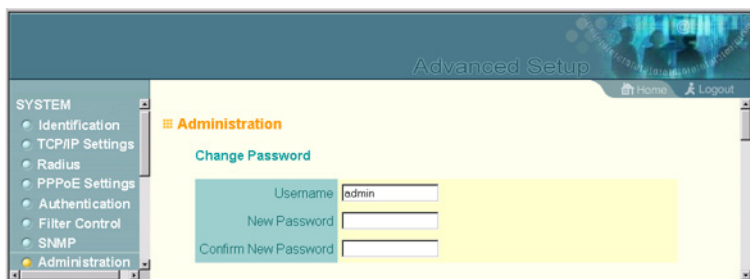 Advanced Setup
Home Logout
SYSTEM
Identification
TCP/IP Settings
Radius
PPPoE Settings
Authentication
Filter Control
SNMP
Administration
Administration
Change Password
Username admin
New Password
Confirm New Password